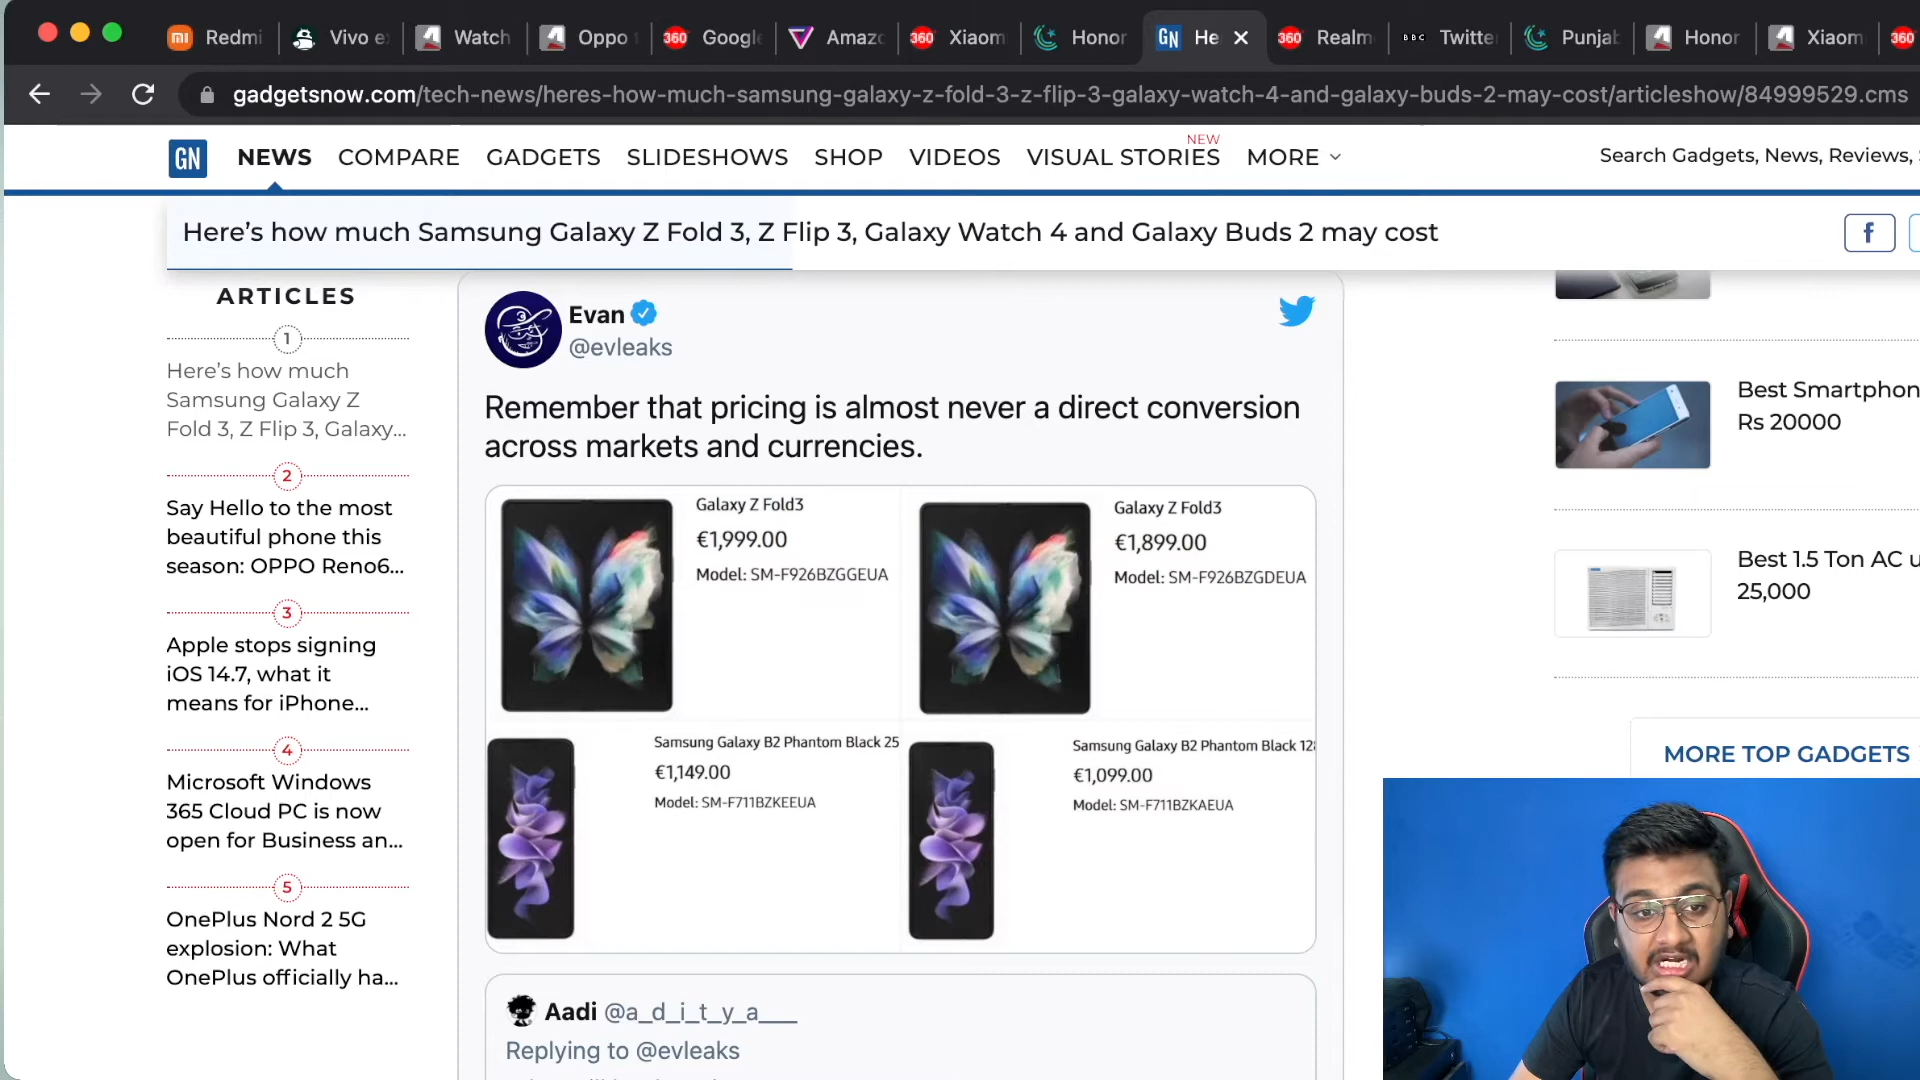 Redmi
Vivo e
Watch
Oppo
Google
Amaz
Xiaom
Honor
GN He
Realm
BBC Twitte
Punjab
Honor
Xiaom
gadgetsnow.com/tech-news/heres-how-much-samsung-galaxy-z-fold-3-z-flip-3-galaxy-watch-4-and-galaxy-buds-2-may-cost/articleshow/84999529.cms
GN NEWS COMPARE GADGETS SLIDESHOWS SHOP VIDEOS VISUAL STORIES NEW MORE
Search Gadgets, News, Reviews,
Here’s how much Samsung Galaxy Z Fold 3, Z Flip 3, Galaxy Watch 4 and Galaxy Buds 2 may cost
ARTICLES
1
Here’s how much
Samsung Galaxy Z
Fold 3, Z Flip 3, Galaxy...
2
Say Hello to the most
beautiful phone this
season: OPPO Reno6...
3
Apple stops signing
iOS 14.7, what it
means for iPhone...
4
Microsoft Windows
365 Cloud PC is now
open for Business an...
5
OnePlus Nord 2 5G
explosion: What
OnePlus officially ha...
Evan
@evleaks
Remember that pricing is almost never a direct conversion
across markets and currencies.
Galaxy Z Fold3
€1,999.00
Model: SM-F926BZGGEUA
Galaxy Z Fold3
€1,899.00
Model: SM-F926BZGDEUA
Samsung Galaxy B2 Phantom Black 25
€1,149.00
Model: SM-F711BZKEEUA
Samsung Galaxy B2 Phantom Black 128
€1,099.00
Model: SM-F711BZKAEUA
Aadi @a_d_i_t_y_a___
Replying to @evleaks
Best Smartphon
Rs 20000
Best 1.5 Ton AC u
25,000
MORE TOP GADGETS